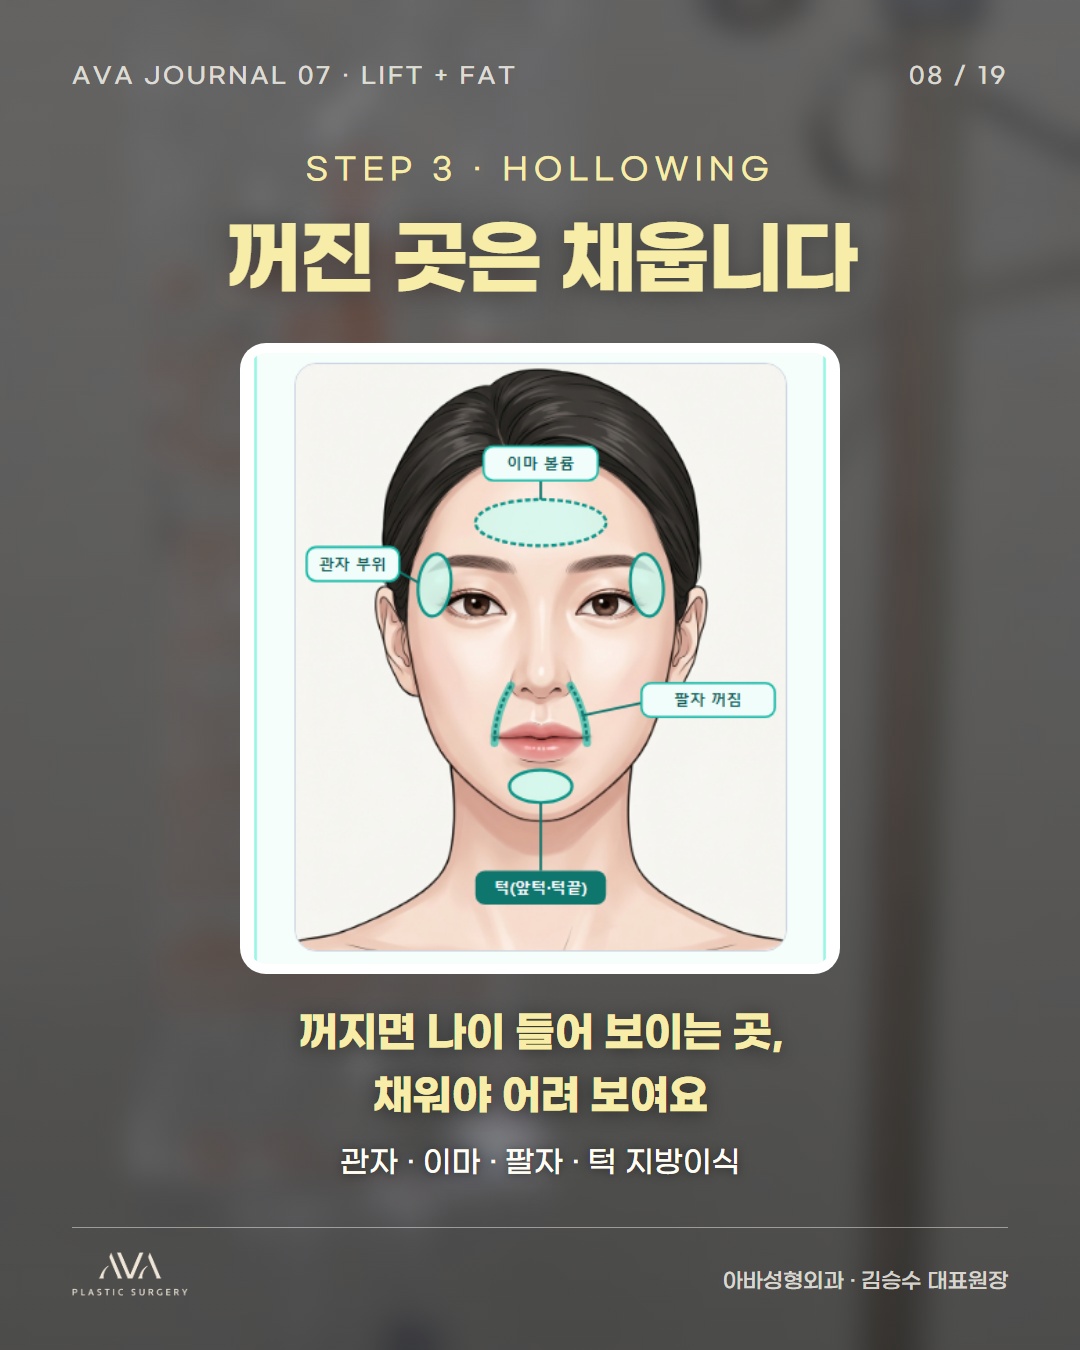 AVA JOURNAL 07 · LIFT + FAT
08 / 19
STEP 3 · HOLLOWING
꺼진 곳은 채웁니다
이마 볼륨
관자 부위
팔자 꺼짐
턱(앞턱·턱끝)
꺼지면 나이 들어 보이는 곳,
채워야 어려 보여요
관자 · 이마 · 팔자 · 턱 지방이식
AVA
PLASTIC SURGERY
아바성형외과 · 김승수 대표원장